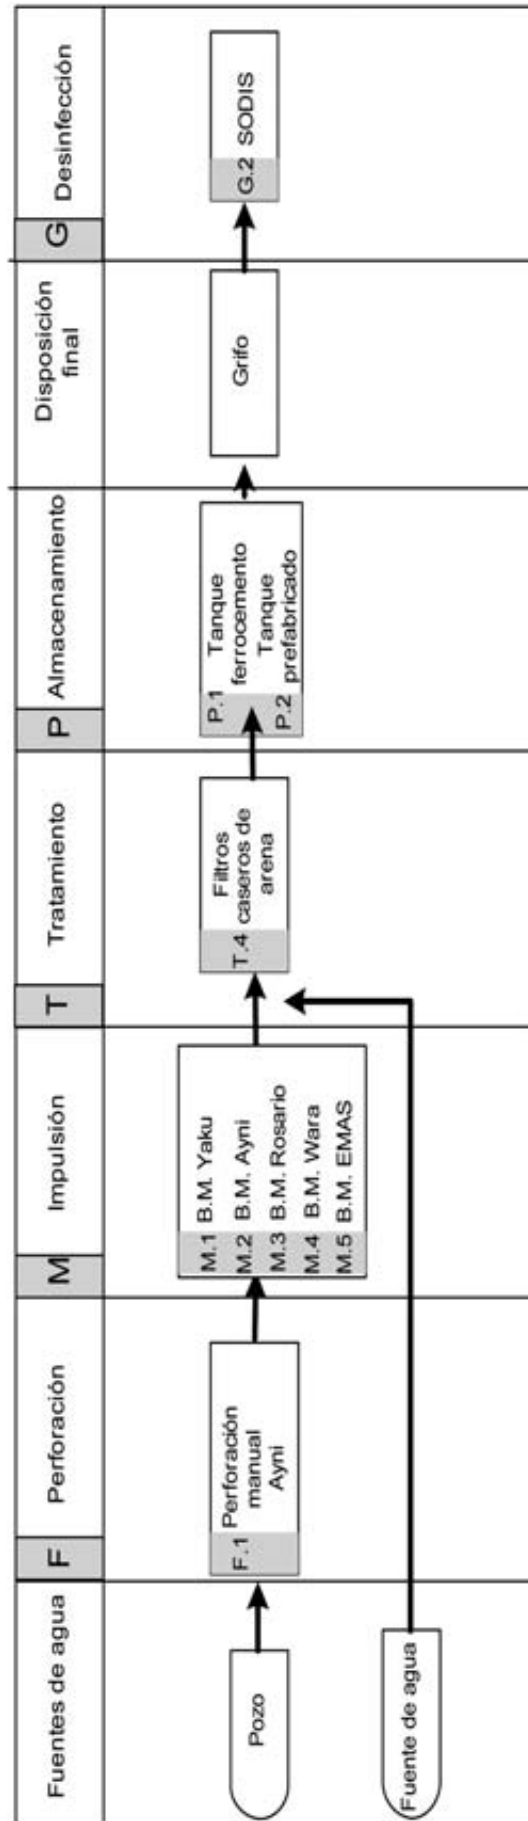 Fuentes de agua
F
Perforación
M
Impulsión
T
Tratamiento
P
Almacenamiento
Disposición
final
G
Desinfección
Pozo
F.1
Perforación
manual
Ayni
M.1 B.M. Yaku
M.2 B.M. Ayni
M.3 B.M. Rosario
M.4 B.M. Wara
M.5 B.M. EMAS
T.4
Filtros
caseros de
arena
P.1
Tanque
ferrocemento
P.2
Tanque
prefabricado
Grifo
G.2 SODIS
Fuente de agua